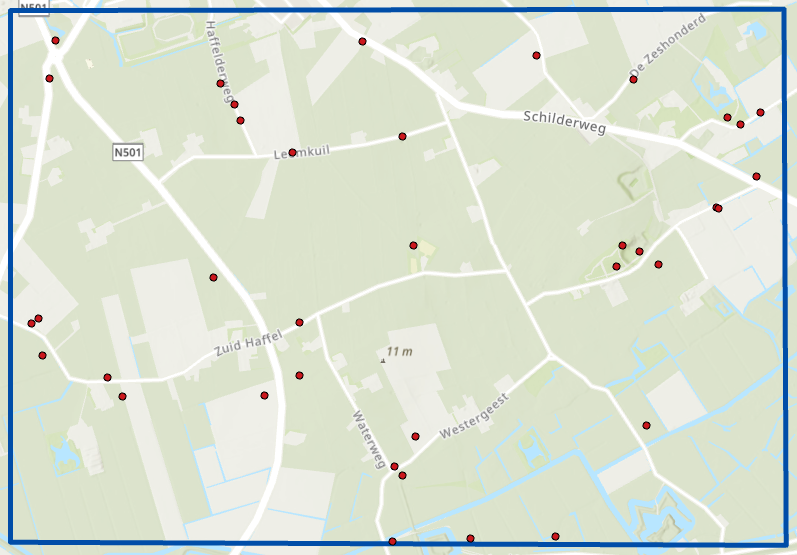 N501
Haffelderweg
De Zeshonderd
Schilderweg
N501
Leemkuil
Zuid Haffel
11 m
Waterweg
Westergeest